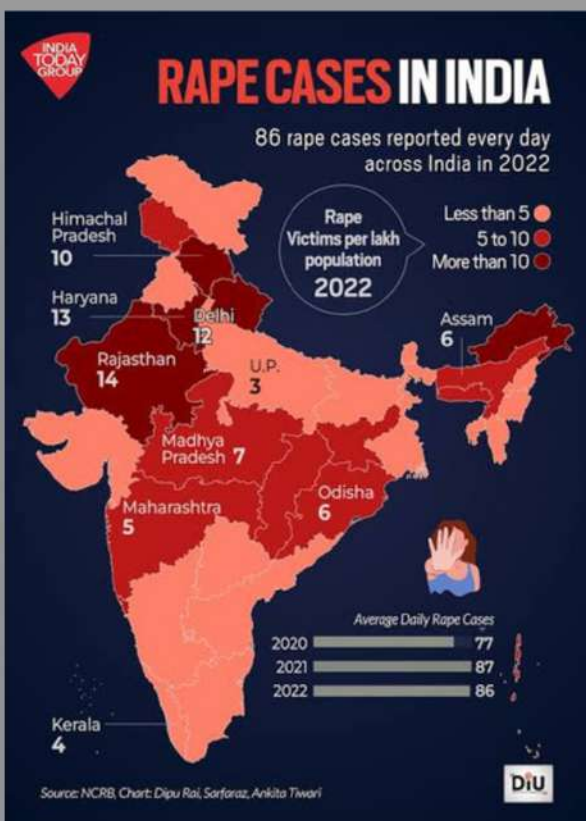 INDIA
TODAY
GROUP
RAPE CASES IN INDIA
86 rape cases reported every day
across India in 2022
Rape
Victims per lakh
population
2022
Less than 5
5 to 10
More than 10
Himachal
Pradesh
10
Haryana
13
Delhi
12
Rajasthan
14
U.P.
3
Assam
6
Madhya
Pradesh 7
Maharashtra
5
Odisha
6
Kerala
4
Average Daily Rape Cases
2020 77
2021 87
2022 86
Source: NCRB, Chart: Dipu Rai, Sarfaraz, Ankita Tiwari
DiU